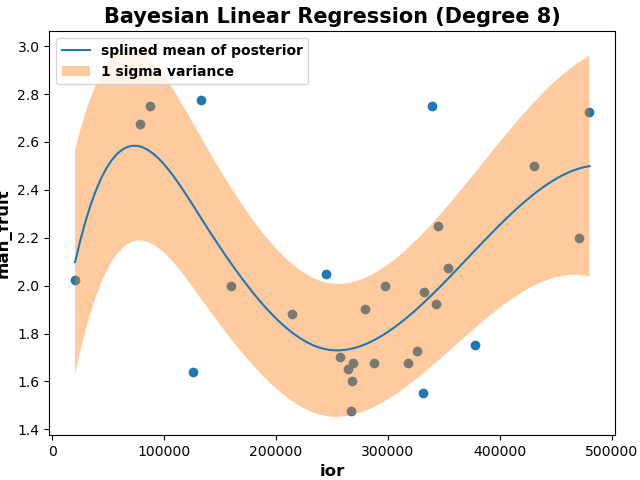 Bayesian Linear Regression (Degree 8)
splined mean of posterior
1 sigma variance
3.0
2.8
2.6
2.4
2.2
2.0
1.8
1.6
1.4
man_fruit
0 100000 200000 300000 400000 500000
ior